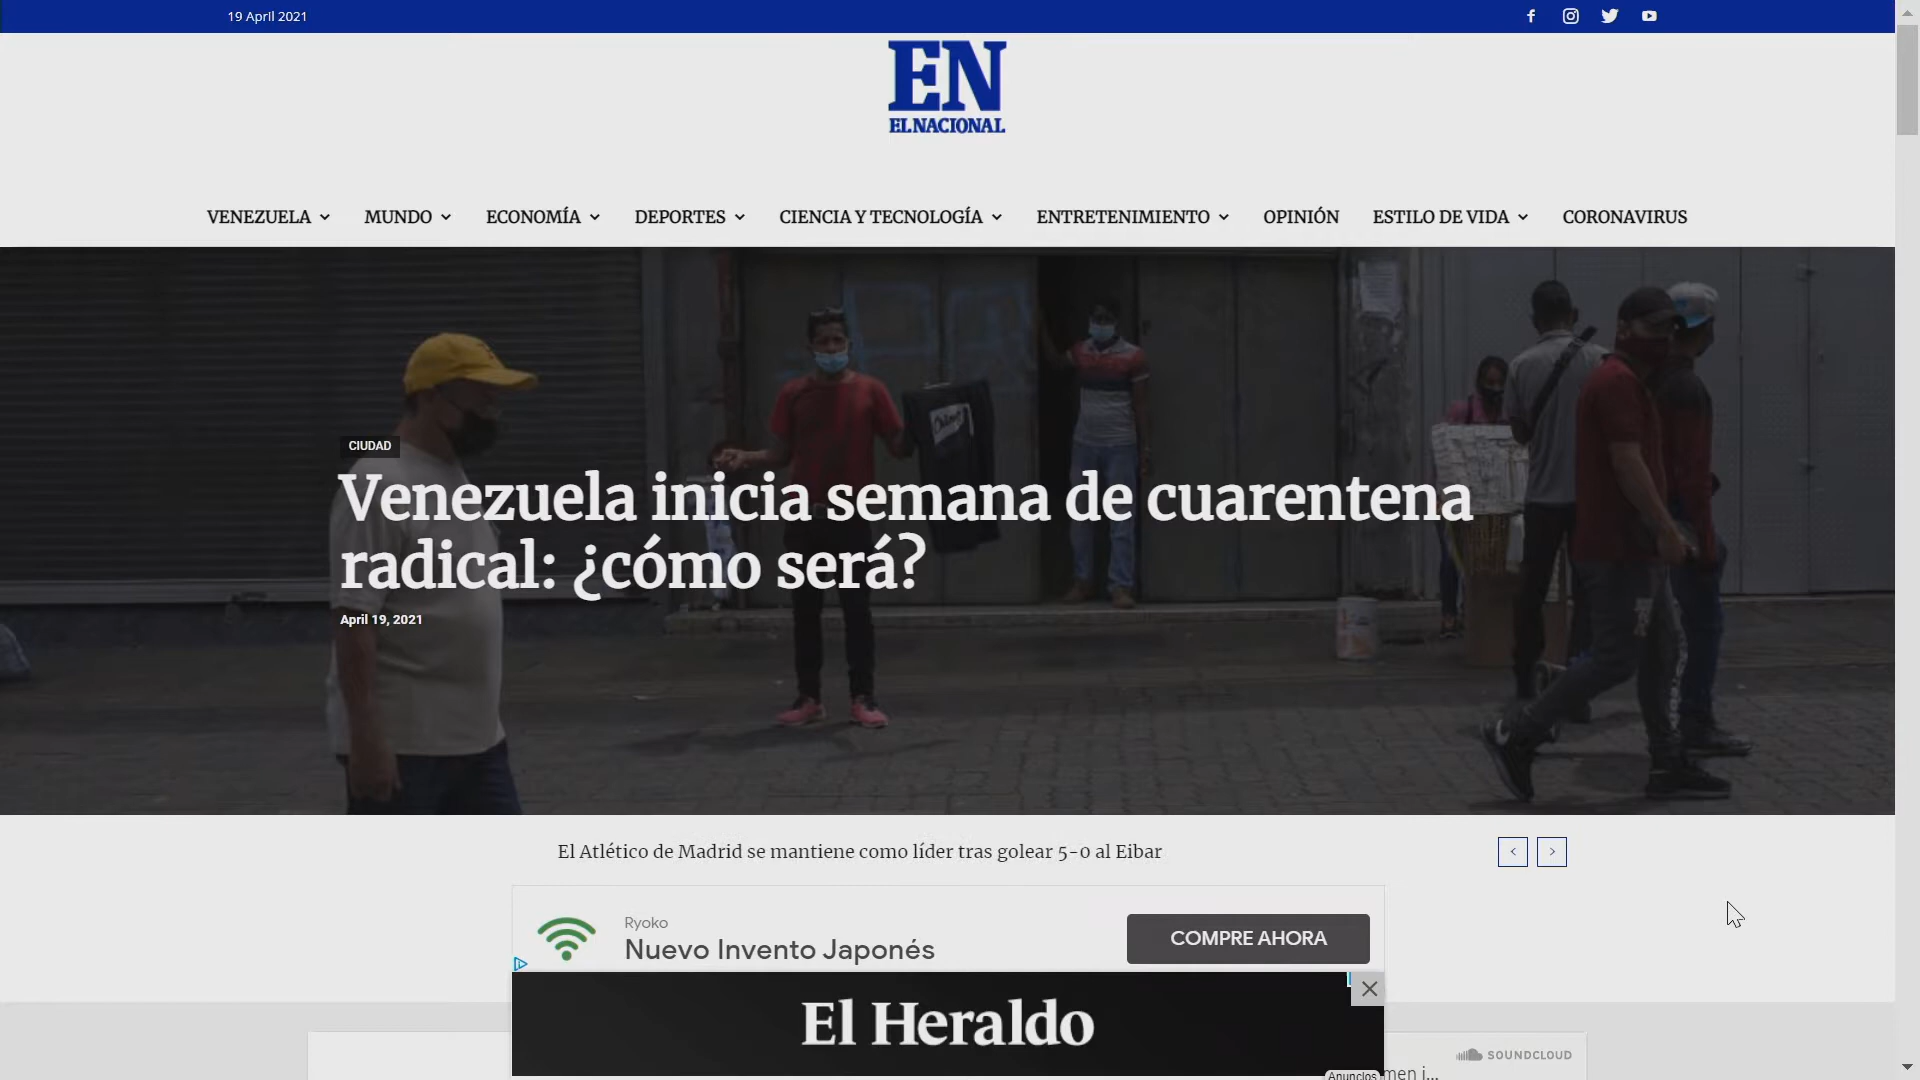 19 April 2021
EN
EL NACIONAL
VENEZUELA MUNDO ECONOMÍA DEPORTES CIENCIA Y TECNOLOGÍA ENTRETENIMIENTO OPINIÓN ESTILO DE VIDA CORONAVIRUS
CIUDAD
Venezuela inicia semana de cuarentena
radical: ¿cómo será?
April 19, 2021
El Atlético de Madrid se mantiene como líder tras golear 5-0 al Eibar
Ryoko
Nuevo Invento Japonés
COMPRE AHORA
El Heraldo
SOUNDCLOUD
Anuncios
men i...